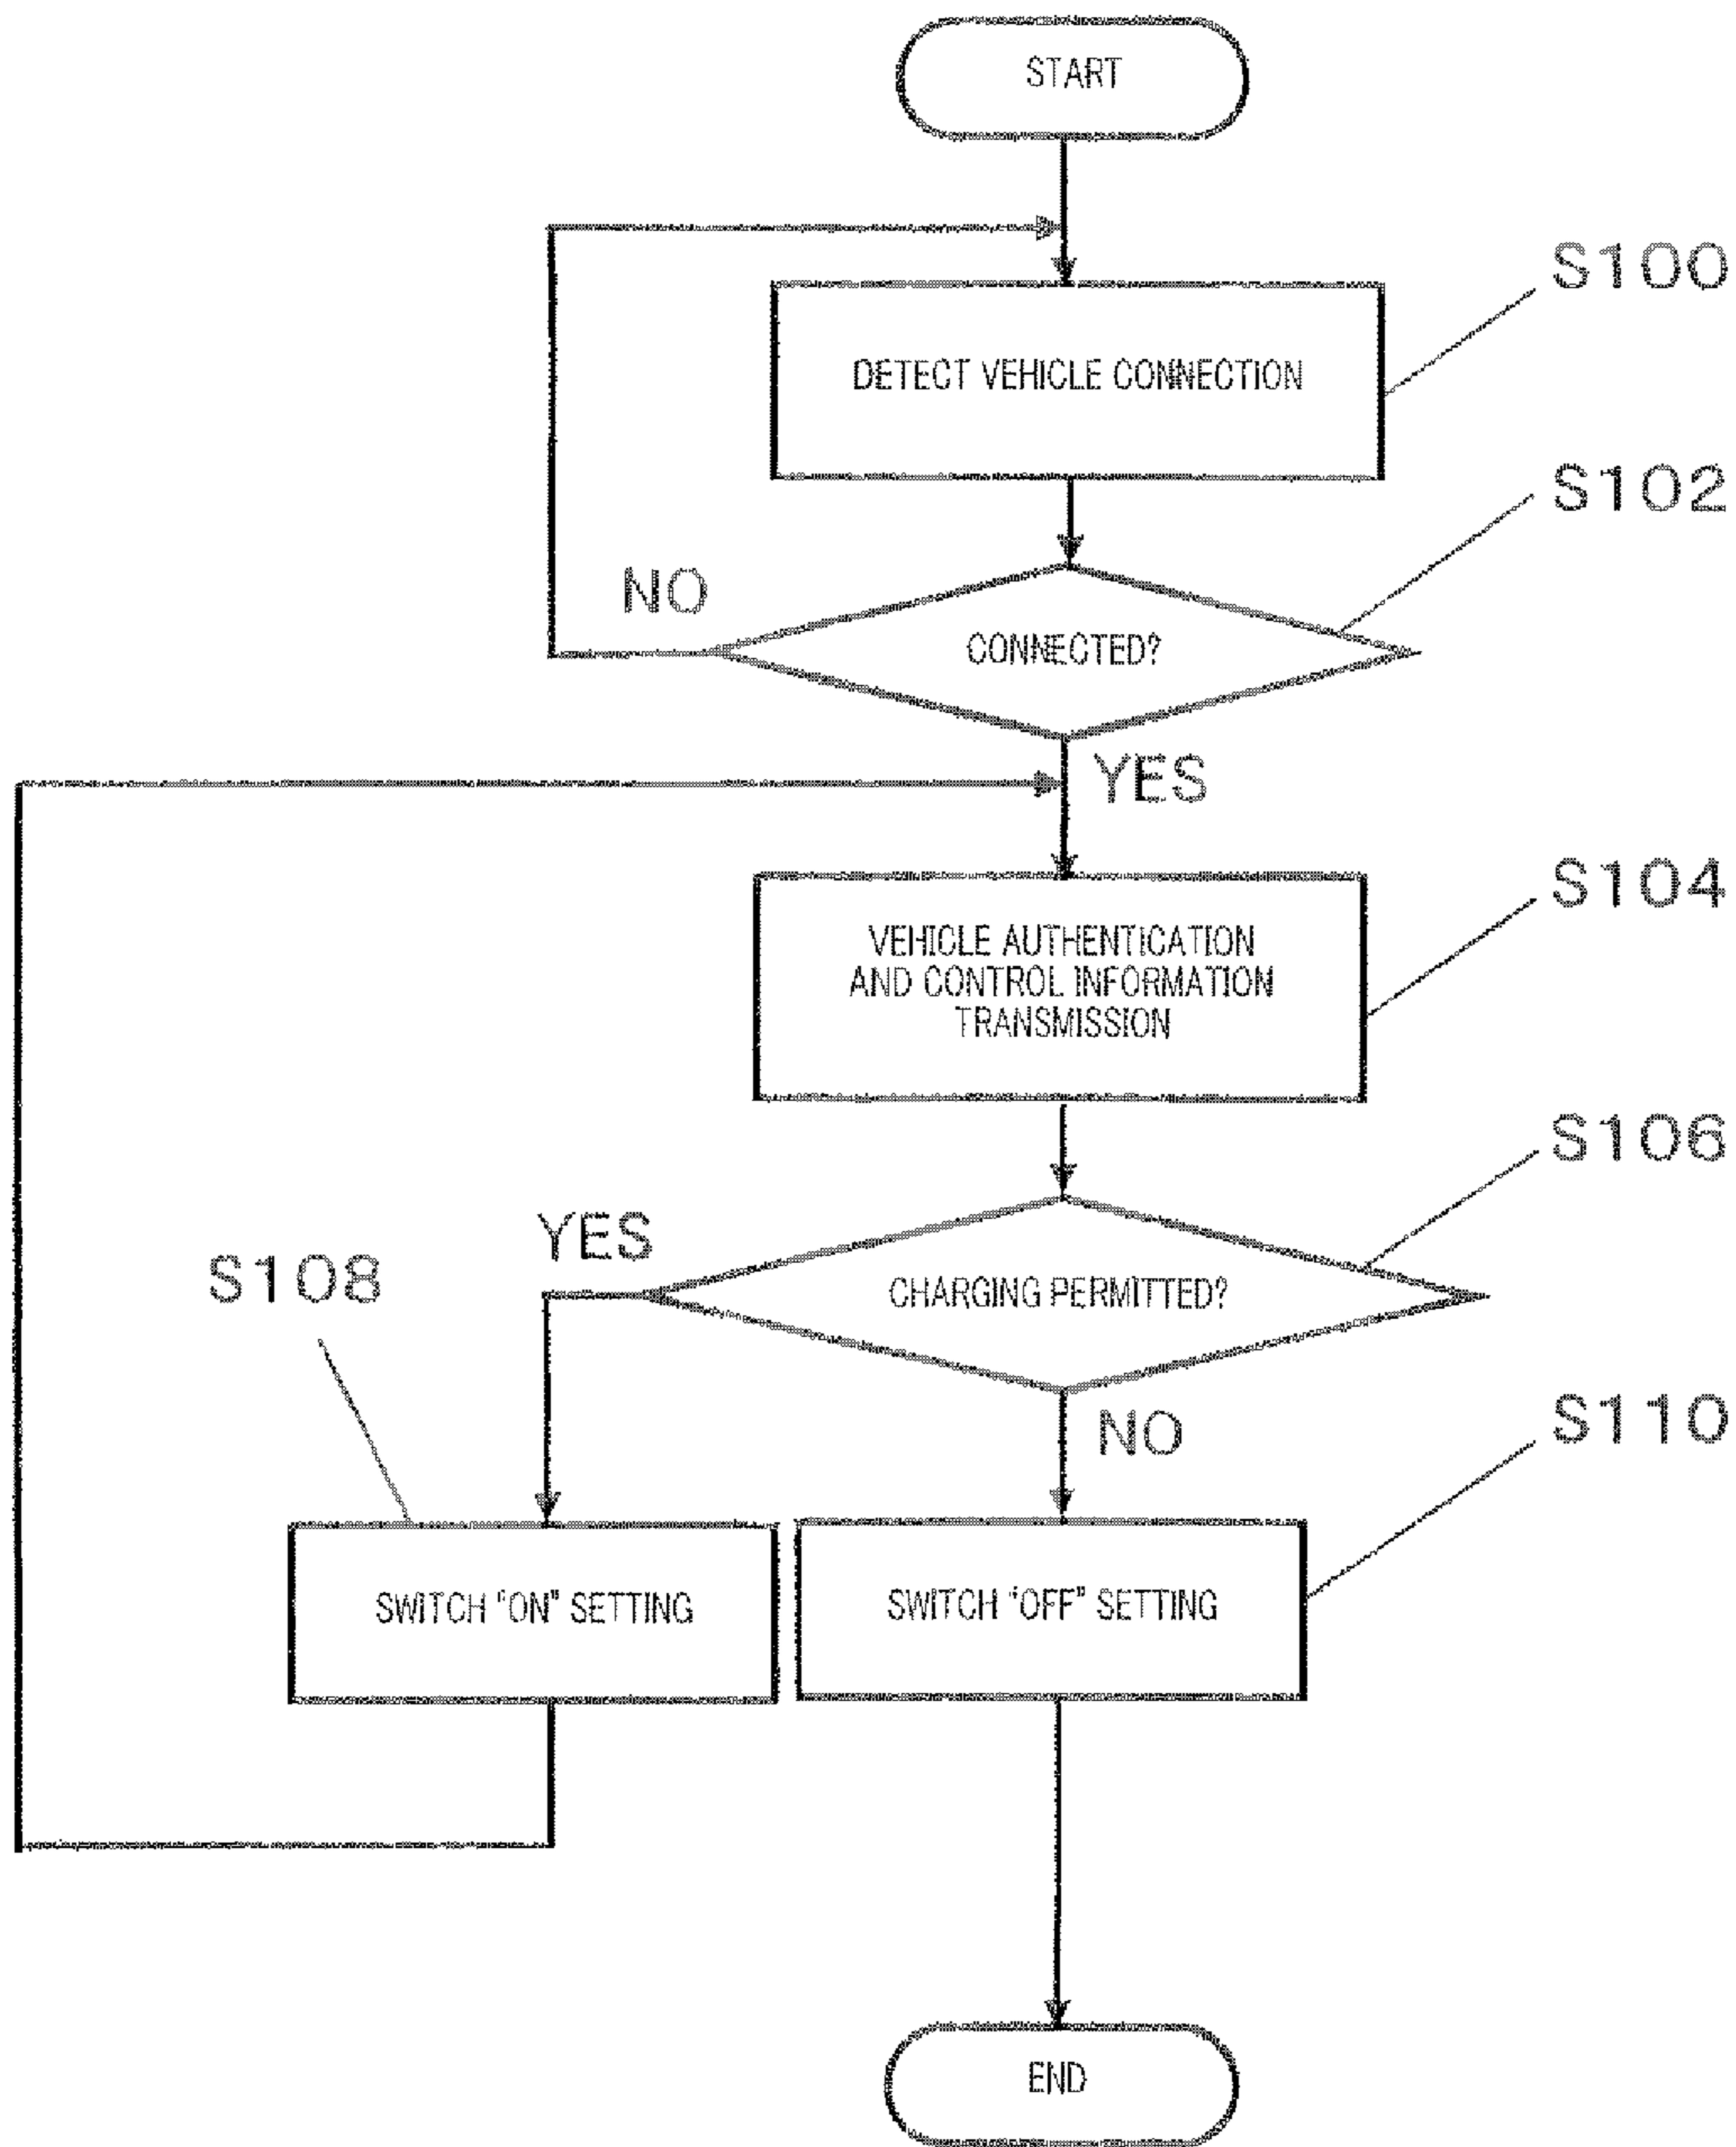 START
S100
DETECT VEHICLE CONNECTION
S102
NO
CONNECTED?
YES
S104
VEHICLE AUTHENTICATION
AND CONTROL INFORMATION
TRANSMISSION
S106
YES
S108
CHARGING PERMITTED?
NO
S110
SWITCH "ON" SETTING
SWITCH "OFF" SETTING
END